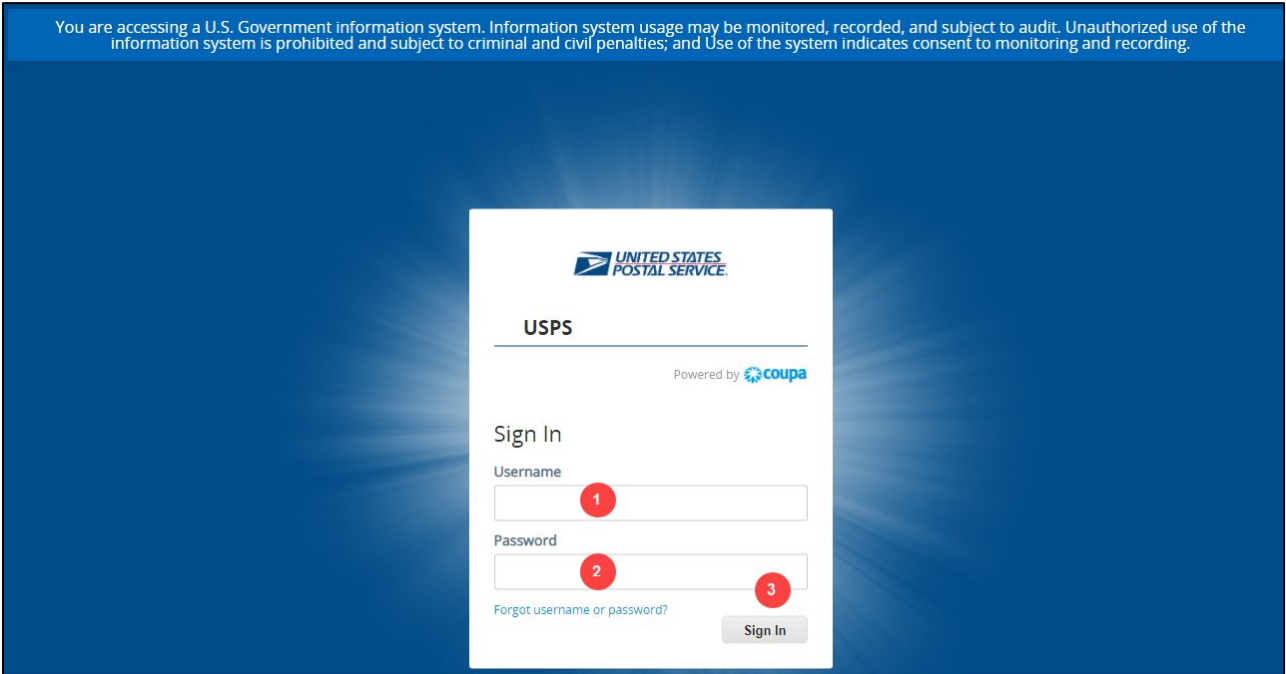 You are accessing a U.S. Government information system. Information system usage may be monitored, recorded, and subject to audit. Unauthorized use of the
information system is prohibited and subject to criminal and civil penalties; and Use of the system indicates consent to monitoring and recording.
UNITED STATES
POSTAL SERVICE.
USPS
Powered by coupa
Sign In
Username
1
Password
2
3
Forgot username or password?
Sign In